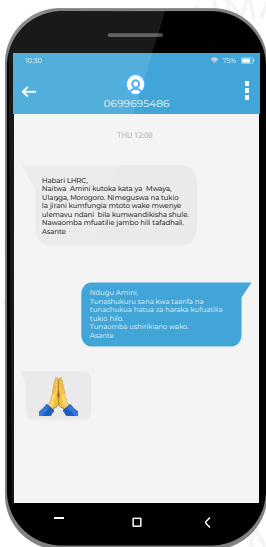 10:30
75%
0699695486
THU 12:00
Habari LHRC,
Naitwa Amini kutoka kata ya Mwaya,
Ulagga, Morogoro. Nimeguswa na tukio
la jirani kumfungia mtoto wake mwenye
ulemavu ndani bila kumwandikisha shule.
Nawaomba mfuatilie jambo hili tafadhali.
Asante
Ndugu Amini,
Tunashukuru sana kwa taarifa na
tunachukua hatua za haraka kufuatilia
tukio hilo.
Tunaomba ushirikiano wako.
Asante